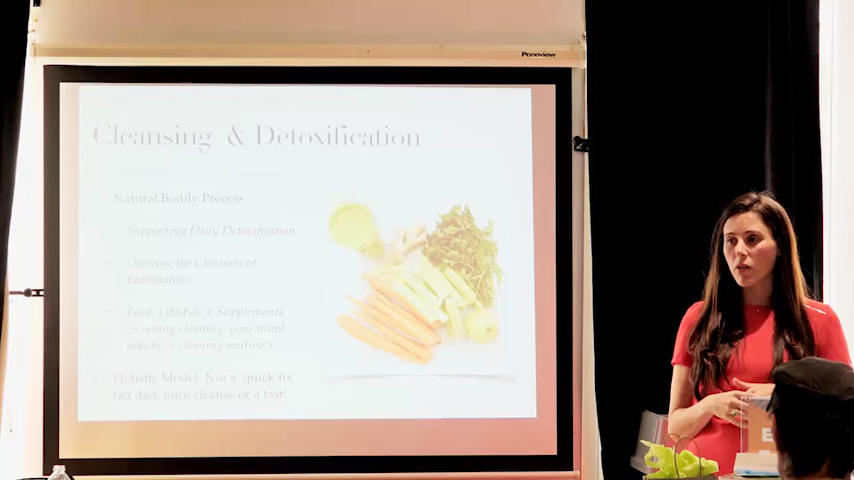 Panoview
Cleansing & Detoxification
Natural Bodily Process
Supporting Daily Detoxification
Opening the Channels of
Elimination
Food, Lifestyle + Supplements
(+ spring cleaning your mind,
beauty + cleaning routine!)
Holistic Model. Not a 'quick fix'
fad diet, juice cleanse or a fast!
E